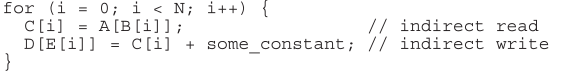 for (i = 0; i < N; i++) {
  C[i] = A[B[i]];                // indirect read
  D[E[i]] = C[i] + some_constant; // indirect write
}